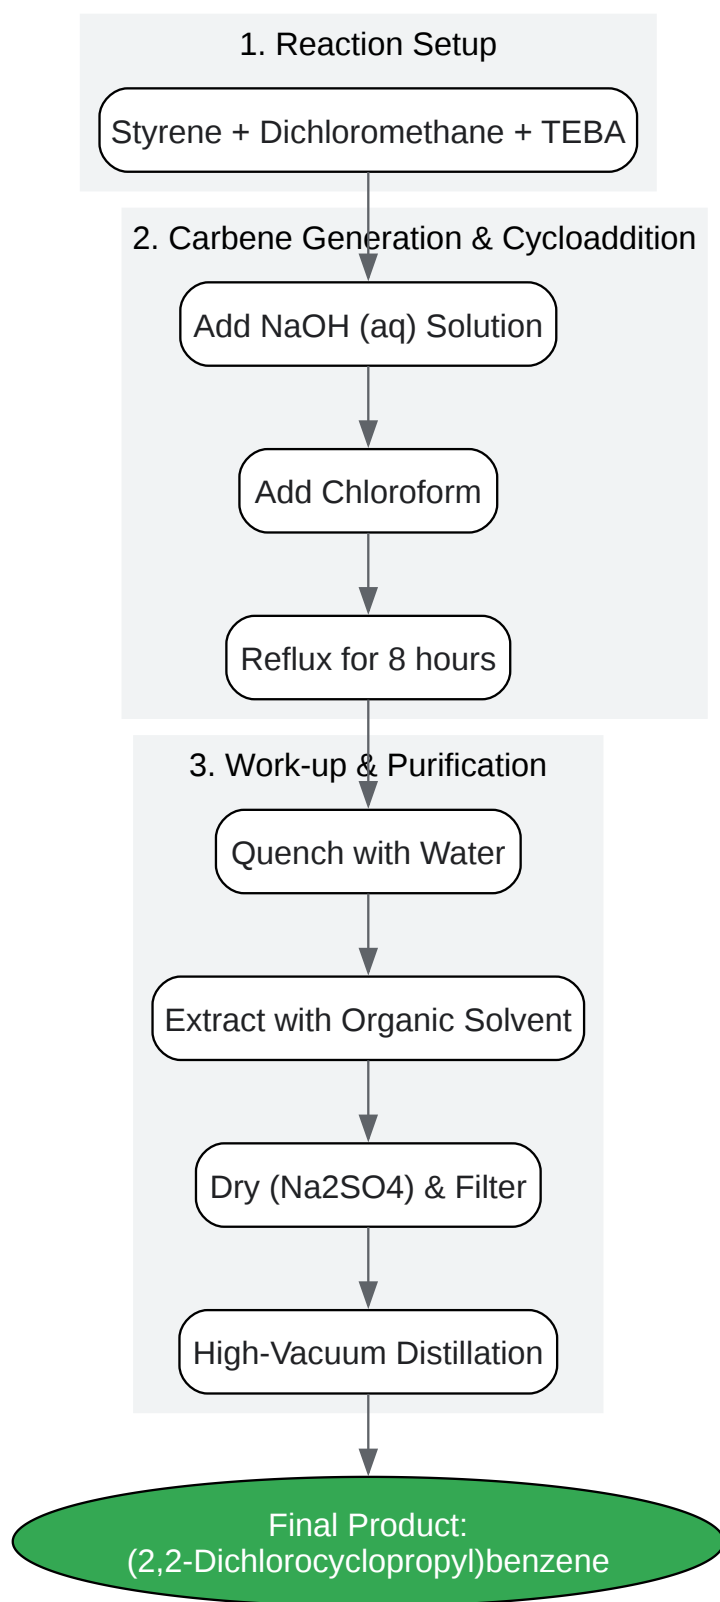 1. Reaction Setup
Styrene + Dichloromethane + TEBA
2. Carbene Generation & Cycloaddition
Add NaOH (aq) Solution
Add Chloroform
Reflux for 8 hours
3. Work-up & Purification
Quench with Water
Extract with Organic Solvent
Dry (Na2SO4) & Filter
High-Vacuum Distillation
Final Product:
(2,2-Dichlorocyclopropyl)benzene